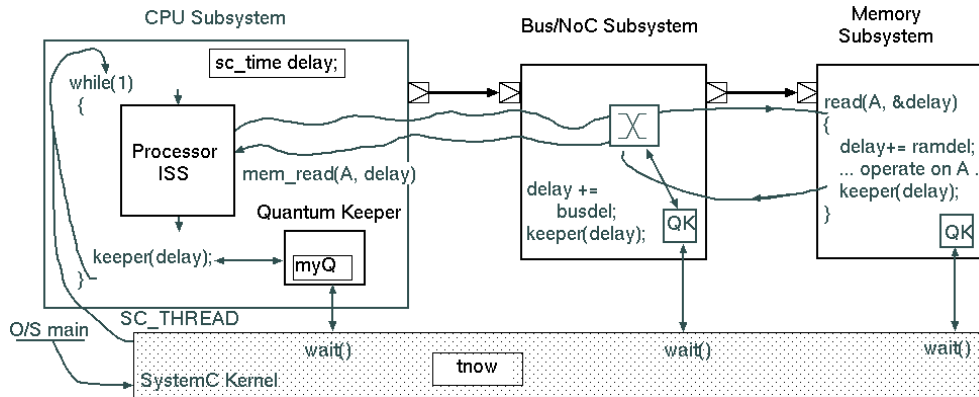 CPU Subsystem
Bus/NoC Subsystem
Memory
Subsystem
while(1)
{
sc_time delay;
Processor
ISS
mem_read(A, delay)
Quantum Keeper
keeper(delay);
myQ
}
delay +=
busdel;
keeper(delay);
QK
read(A, &delay)
{
delay+= ramdel;
... operate on A .
keeper(delay);
}
QK
SC_THREAD
O/S main
wait()
wait()
wait()
tnow
SystemC Kernel